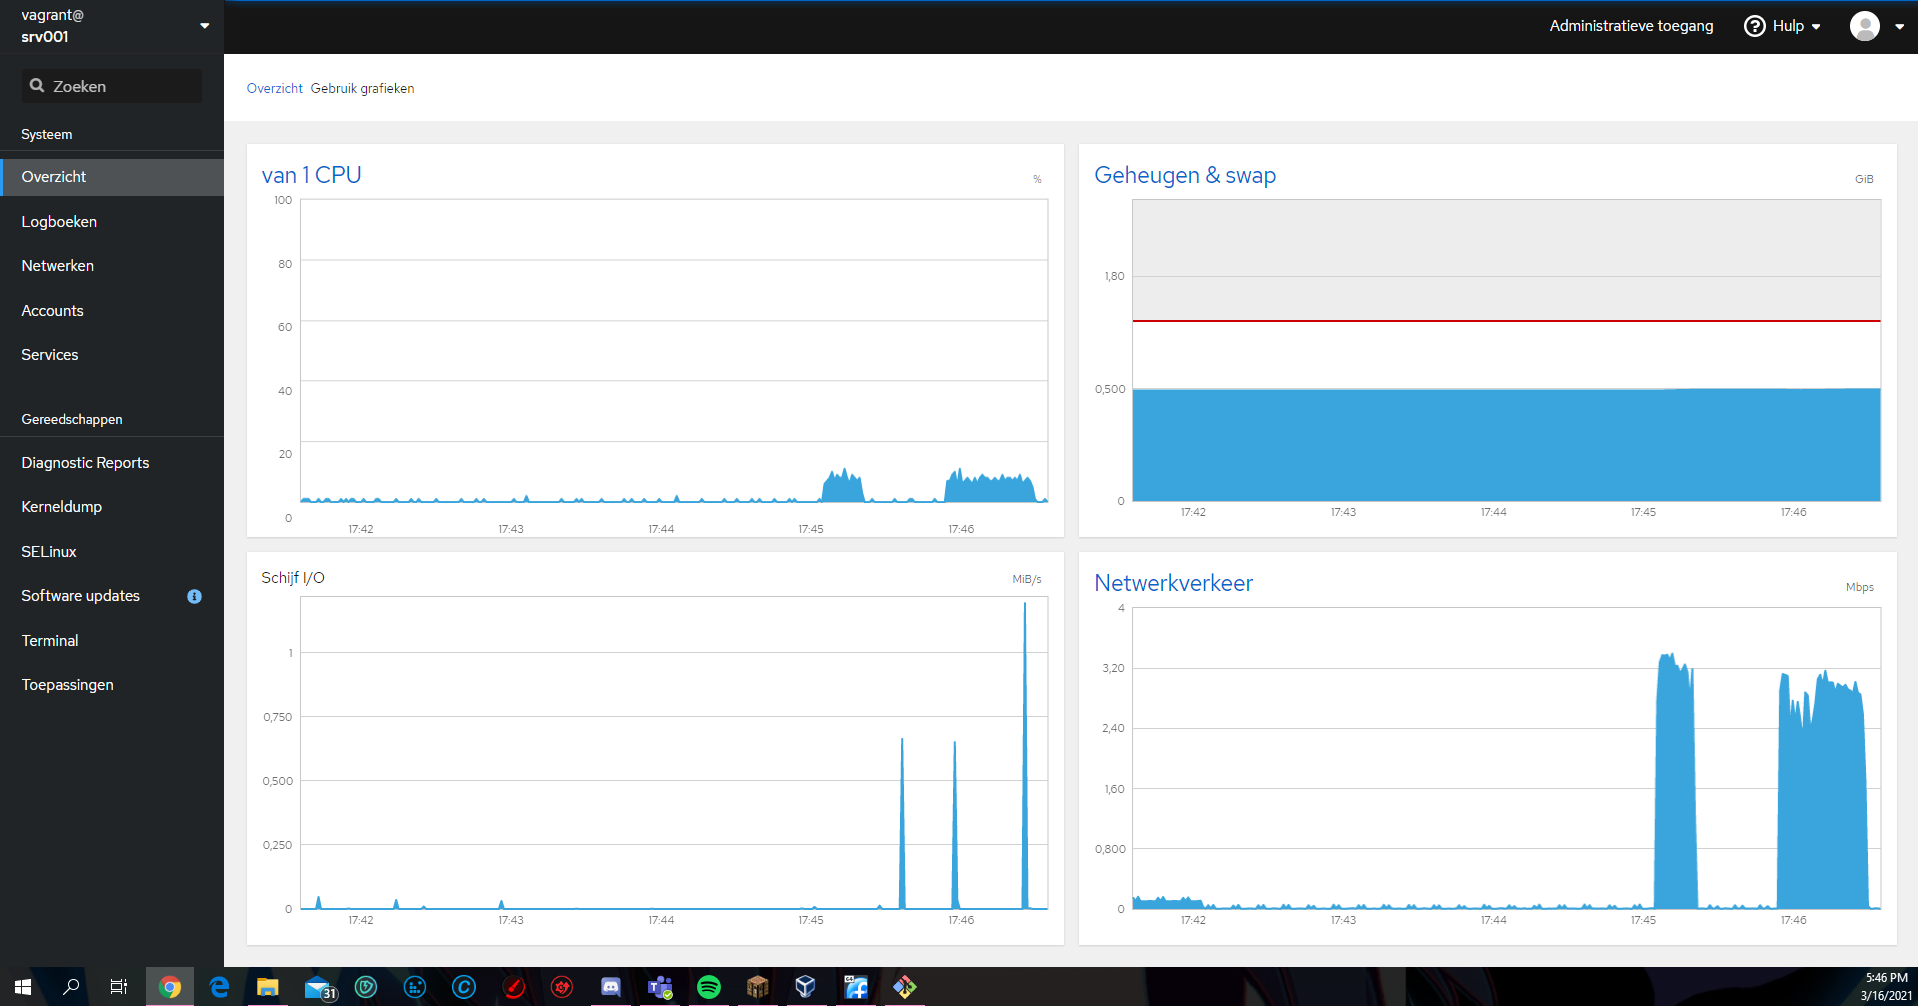 vagrant@
srv001
Administratieve toegang
Hulp
Zoeken
Overzicht Gebruik grafieken
Systeem
Overzicht
Logboeken
Netwerken
Accounts
Services
Gereedschappen
Diagnostic Reports
Kerneldump
SELinux
Software updates
Terminal
Toepassingen
van 1 CPU
%
100
80
60
40
20
0
17:42 17:43 17:44 17:45 17:46
Geheugen & swap
GiB
1,80
0,500
0
17:42 17:43 17:44 17:45 17:46
Schijf I/O
MiB/s
1
0,750
0,500
0,250
0
17:42 17:43 17:44 17:45 17:46
Netwerkverkeer
Mbps
4
3,20
2,40
1,60
0,800
0
17:42 17:43 17:44 17:45 17:46
31
64
5:46 PM
3/16/2021